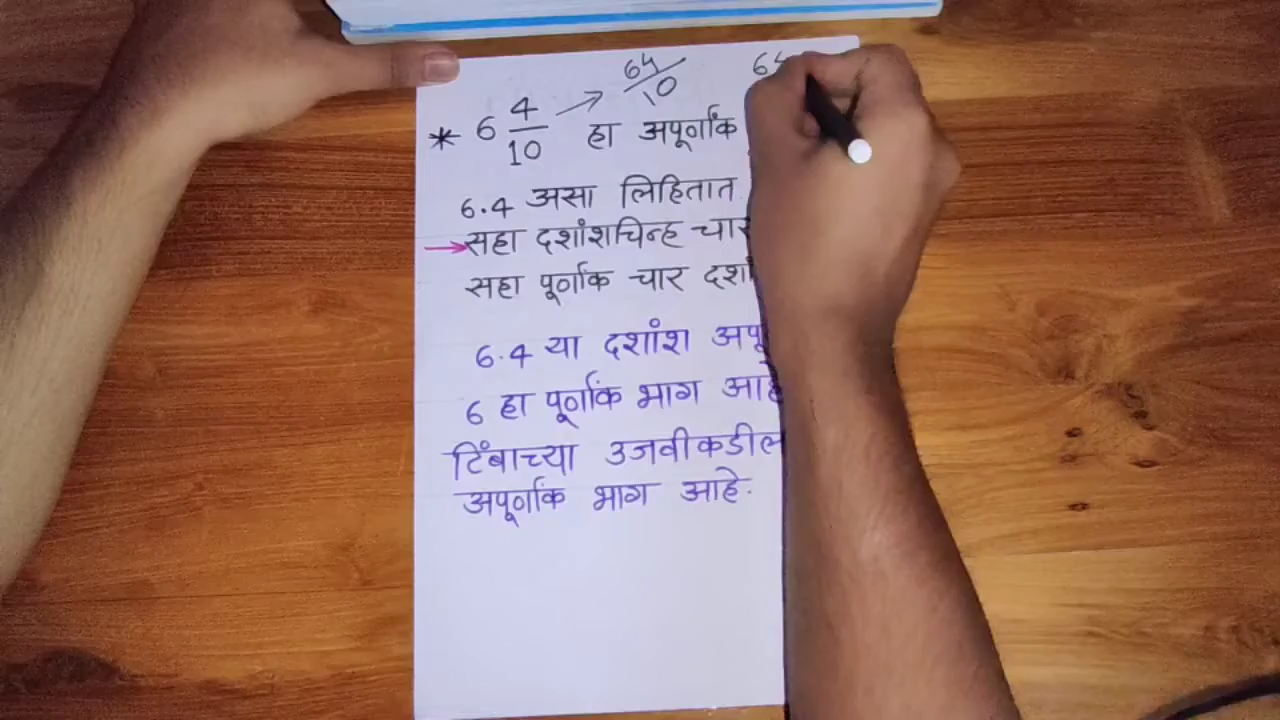 64/10 64
* 6 4/10 → हा अपूर्णांक
6.4 असा लिहितात
→ सहा दशांशचिन्ह चार
सहा पूर्णांक चार
6.4 या दशांश
6 हा पूर्णांक भाग आहे
टिंबाच्या उजवीकडील
अपूर्णांक भाग आहे.